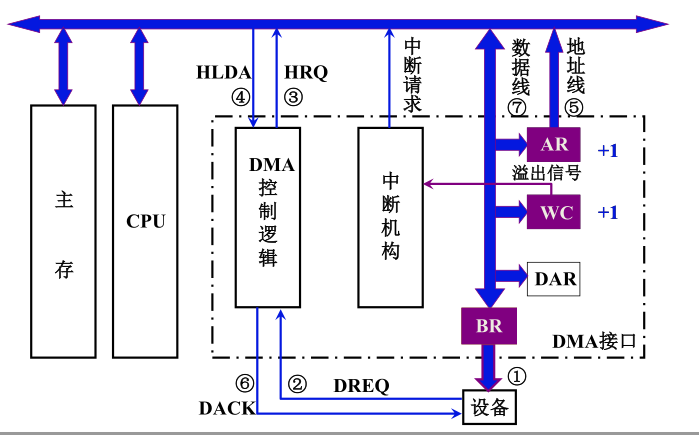 HLDA
④
HRQ
③
中断请求
数据线
⑦
地址线
⑤
主存
CPU
DMA
控制逻辑
中断机构
AR
+1
溢出信号
WC
+1
DAR
BR
DMA接口
⑥
DACK
②
DREQ
①
设备